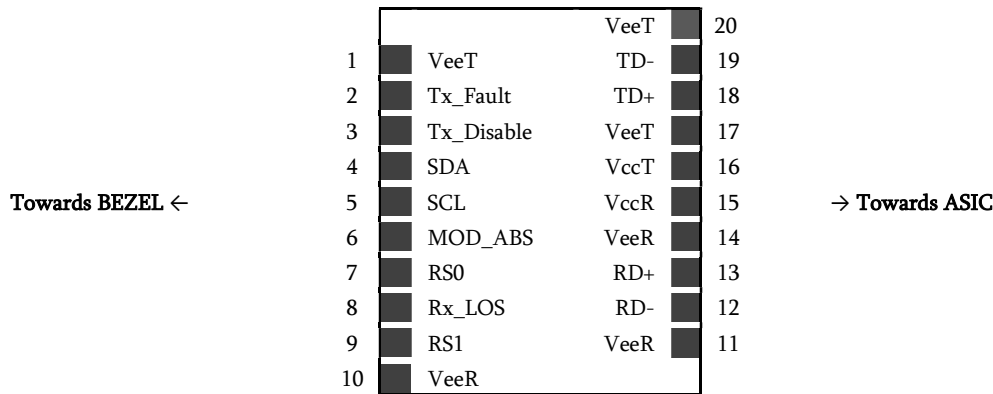 VeeT 20
1 VeeT TD- 19
2 Tx_Fault TD+ 18
3 Tx_Disable VeeT 17
4 SDA VccT 16
Towards BEZEL ← 5 SCL VccR 15 → Towards ASIC
6 MOD_ABS VeeR 14
7 RS0 RD+ 13
8 Rx_LOS RD- 12
9 RS1 VeeR 11
10 VeeR